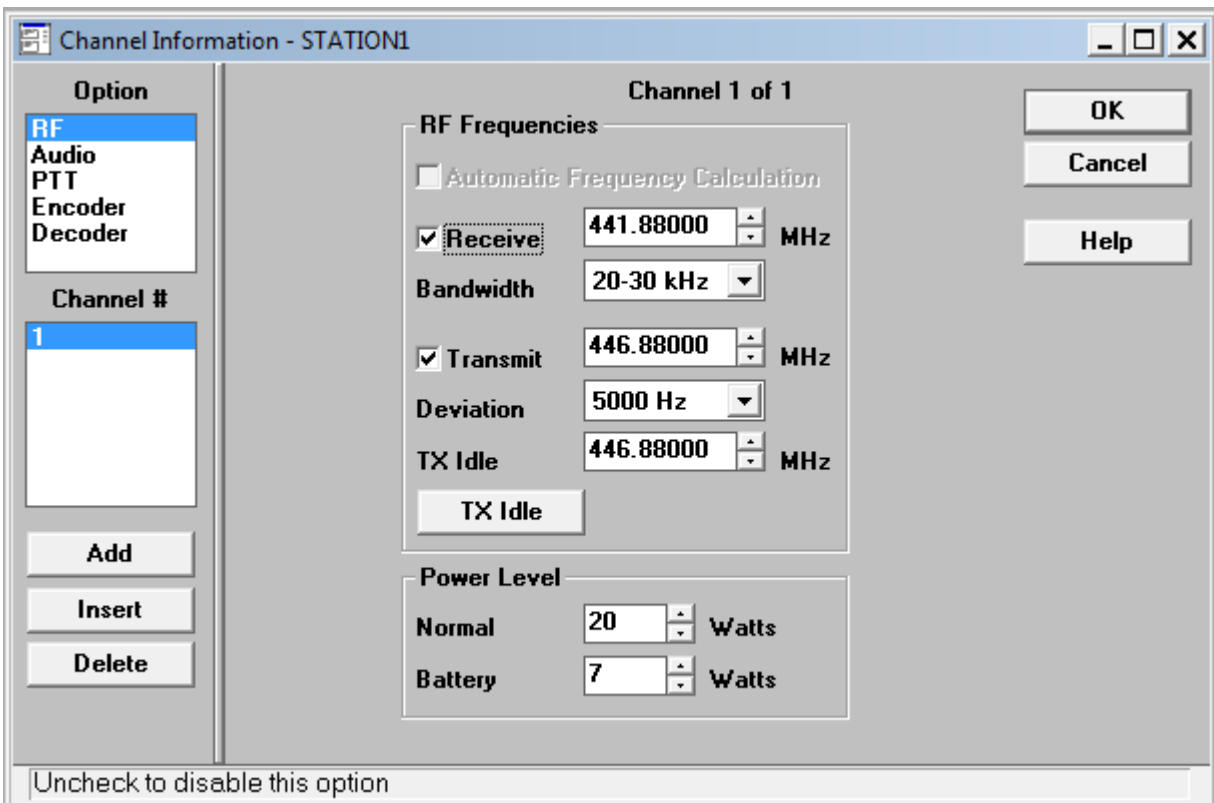 Channel Information - STATION1
Option
RF
Audio
PTT
Encoder
Decoder
Channel #
1
Add
Insert
Delete
Channel 1 of 1
RF Frequencies
Automatic Frequency Calculation
Receive 441.88000 MHz
Bandwidth 20-30 kHz
Transmit 446.88000 MHz
Deviation 5000 Hz
TX Idle 446.88000 MHz
TX Idle
Power Level
Normal 20 Watts
Battery 7 Watts
OK
Cancel
Help
Uncheck to disable this option